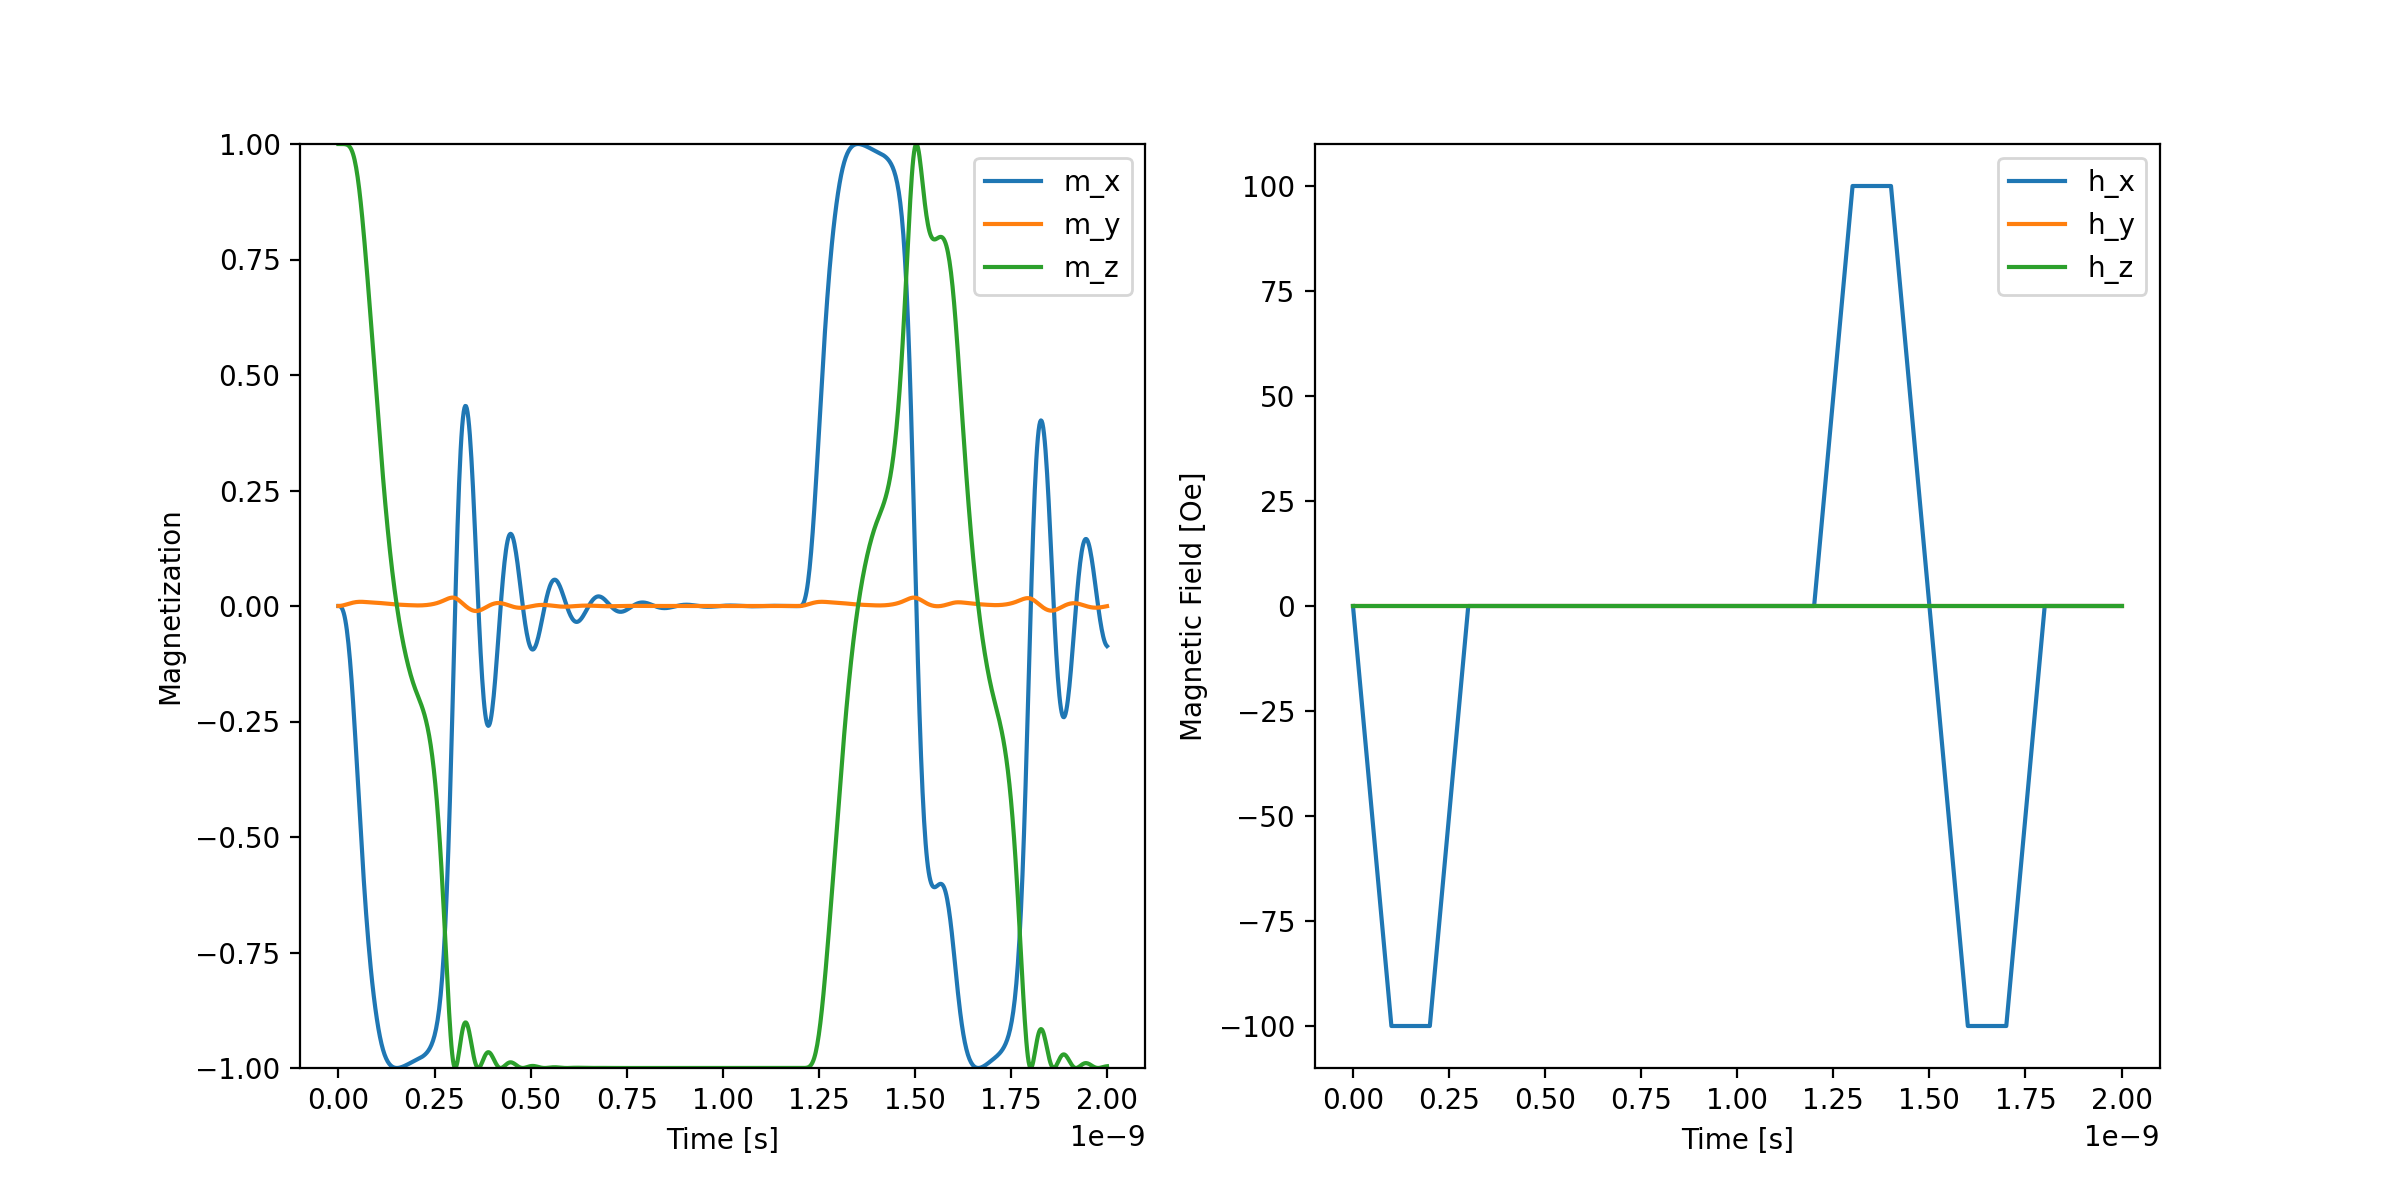 1.00
0.75
0.50
0.25
0.00
−0.25
−0.50
−0.75
−1.00
Magnetization
m_x
m_y
m_z
0.00 0.25 0.50 0.75 1.00 1.25 1.50 1.75 2.00
Time [s]
1e−9
100
75
50
25
0
−25
−50
−75
−100
Magnetic Field [Oe]
h_x
h_y
h_z
0.00 0.25 0.50 0.75 1.00 1.25 1.50 1.75 2.00
Time [s]
1e−9